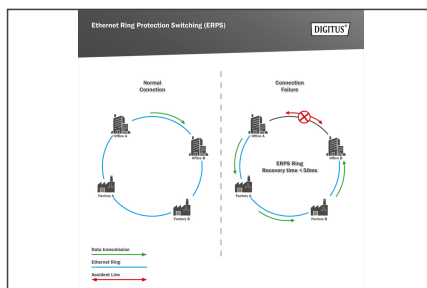 Ethernet Ring Protection Switching (ERPS)
DIGITUS®
Normal
Connetion
Connection
Failure
Office A
Office B
Factory A
Factory B
Office A
Office B
ERPS Ring
Recovery time <50ms
Factory A
Factory B
Data transmission
Ethernet Ring
Accident Line